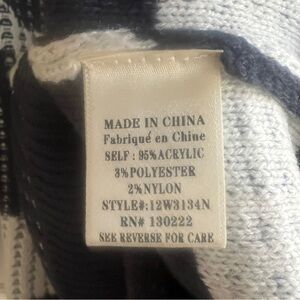 MADE IN CHINA
Fabriqué en Chine
SELF : 95%ACRYLIC
3%POLYESTER
2%NYLON
STYLE#:12W3134N
RN# 130222
SEE REVERSE FOR CARE